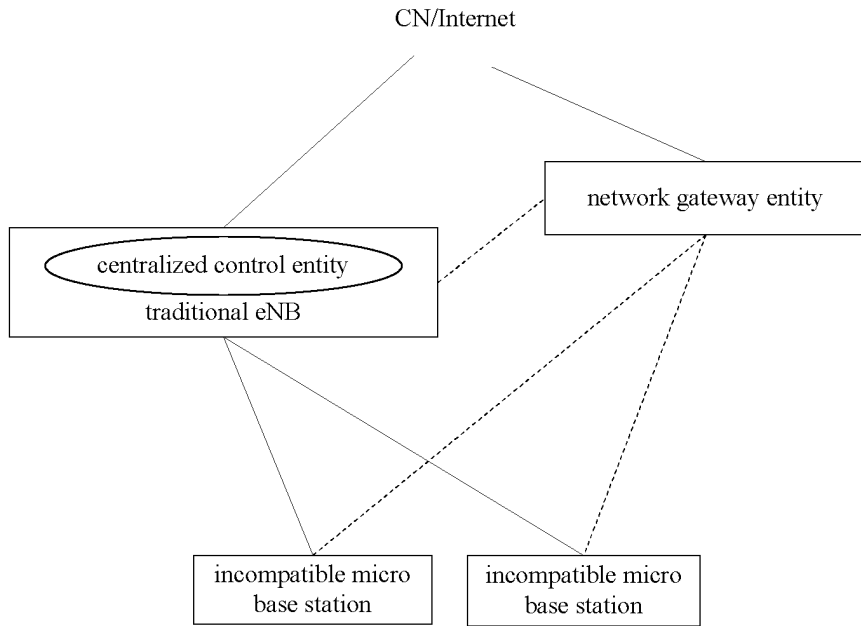 CN/Internet
network gateway entity
centralized control entity
traditional eNB
incompatible micro
base station
incompatible micro
base station